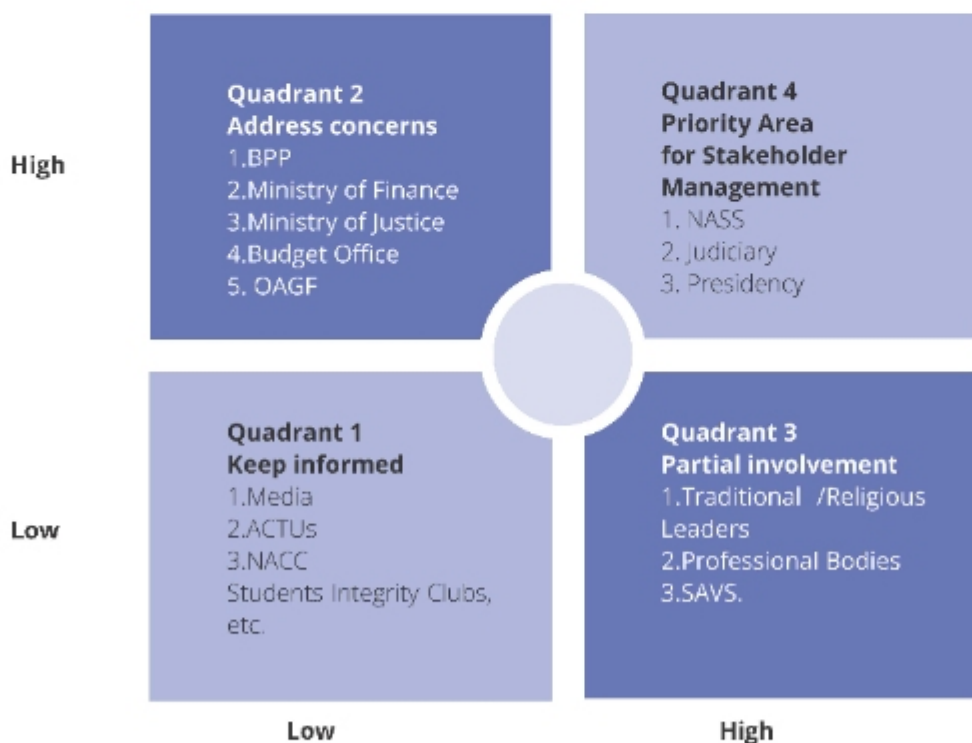 High
Quadrant 2
Address concerns
1.BPP
2.Ministry of Finance
3.Ministry of Justice
4.Budget Office
5. OAGF
Quadrant 4
Priority Area
for Stakeholder
Management
1. NASS
2. Judiciary
3. Presidency
Low
Quadrant 1
Keep informed
1.Media
2.ACTUs
3.NACC
Students Integrity Clubs,
etc.
Quadrant 3
Partial involvement
1.Traditional /Religious
Leaders
2.Professional Bodies
3.SAVS.
Low
High